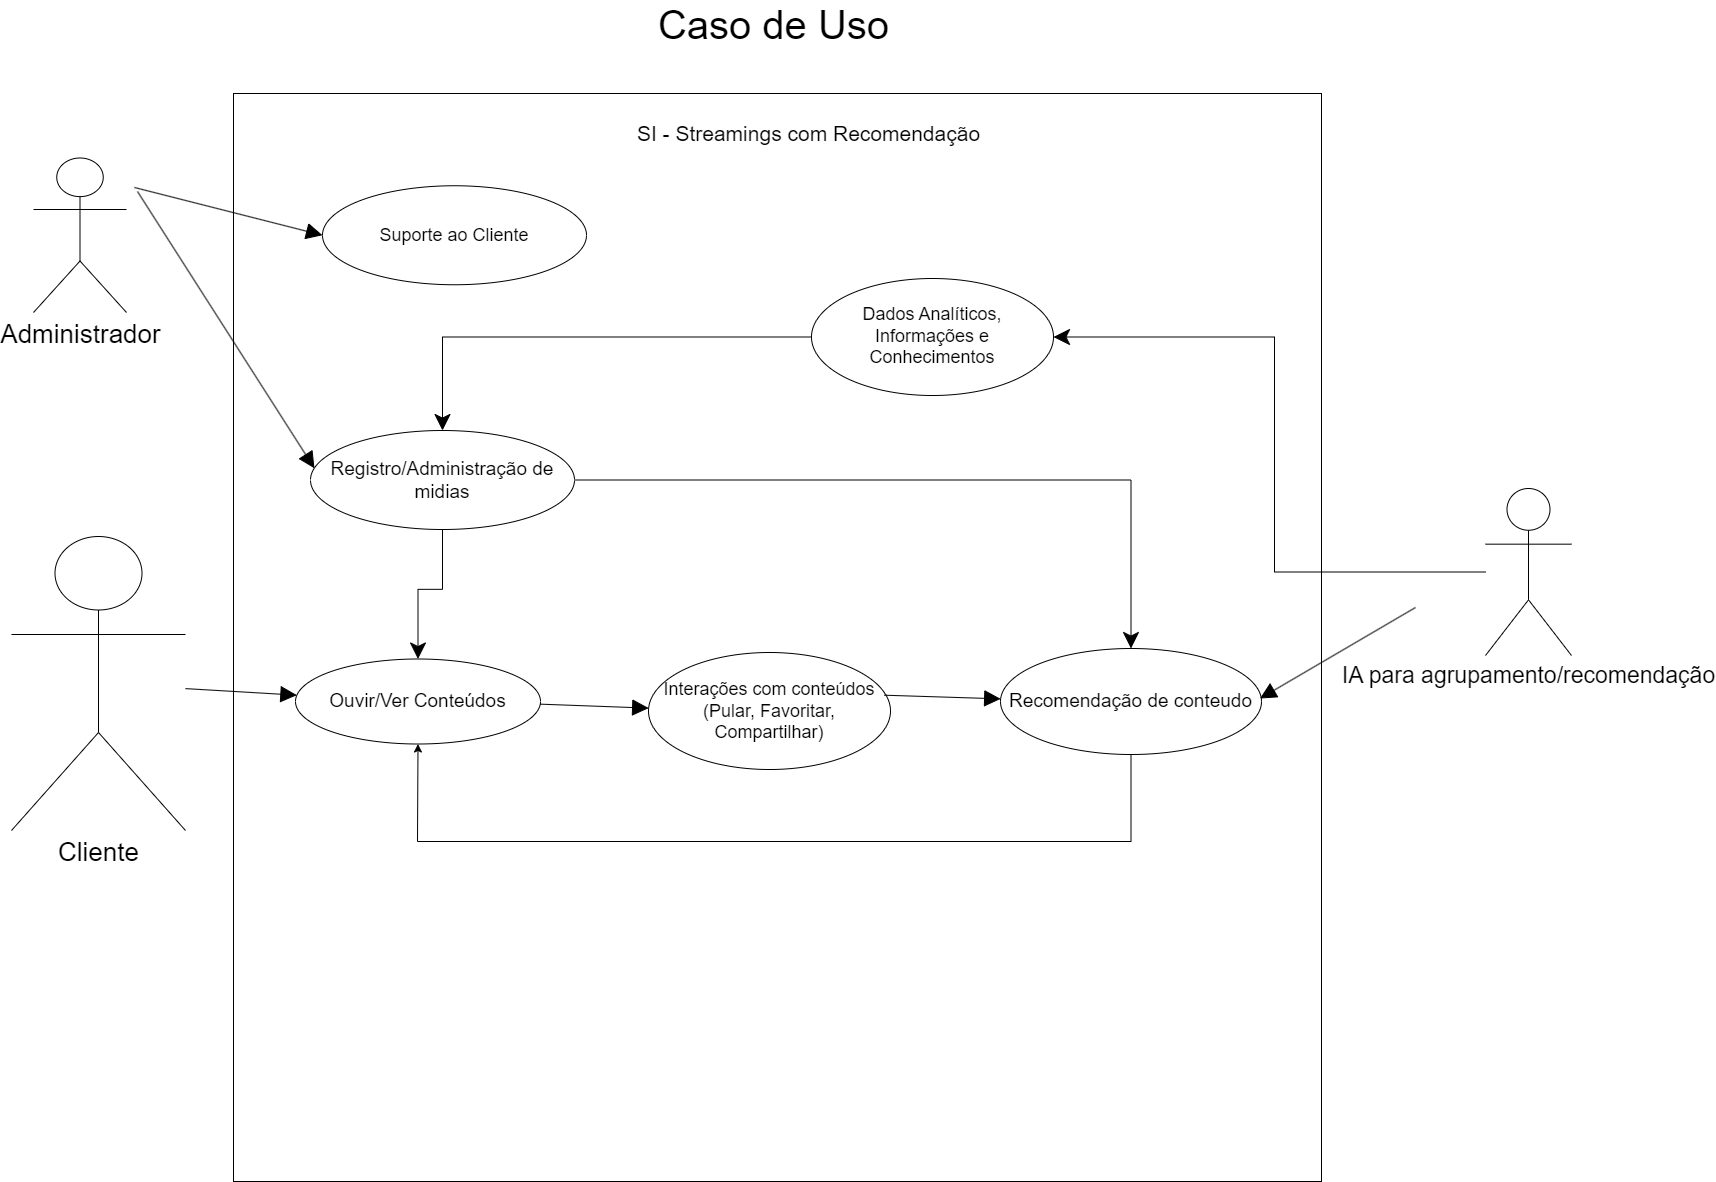 Caso de Uso
SI - Streamings com Recomendação
Suporte ao Cliente
Administrador
Dados Analíticos,
Informações e
Conhecimentos
Registro/Administração de
midias
IA para agrupamento/recomendação
Ouvir/Ver Conteúdos
Interações com conteúdos
(Pular, Favoritar,
Compartilhar)
Recomendação de conteudo
Cliente